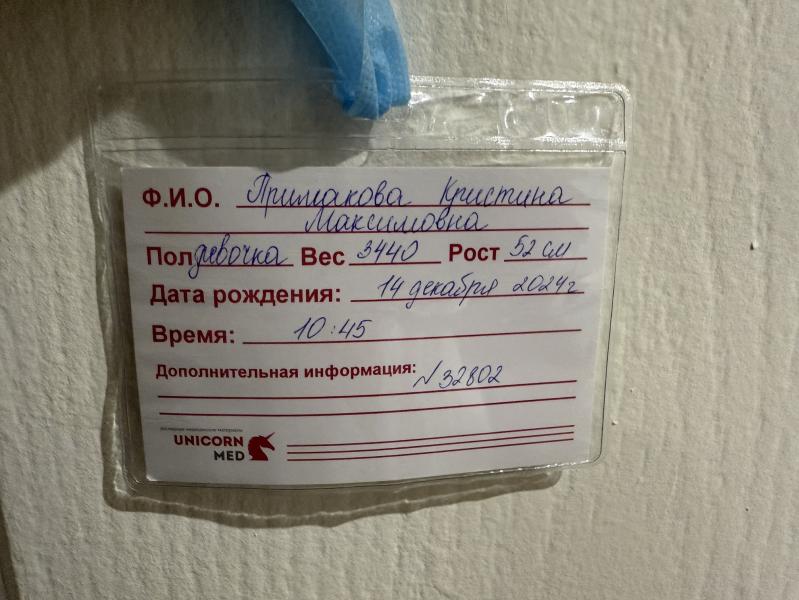 Ф.И.О. Примакова Кристина
Максимовна
Пол девочка Вес 3440 Рост 52 см
Дата рождения: 14 декабря 2024г
Время: 10:45
Дополнительная информация: N 32802
UNICORN
MED